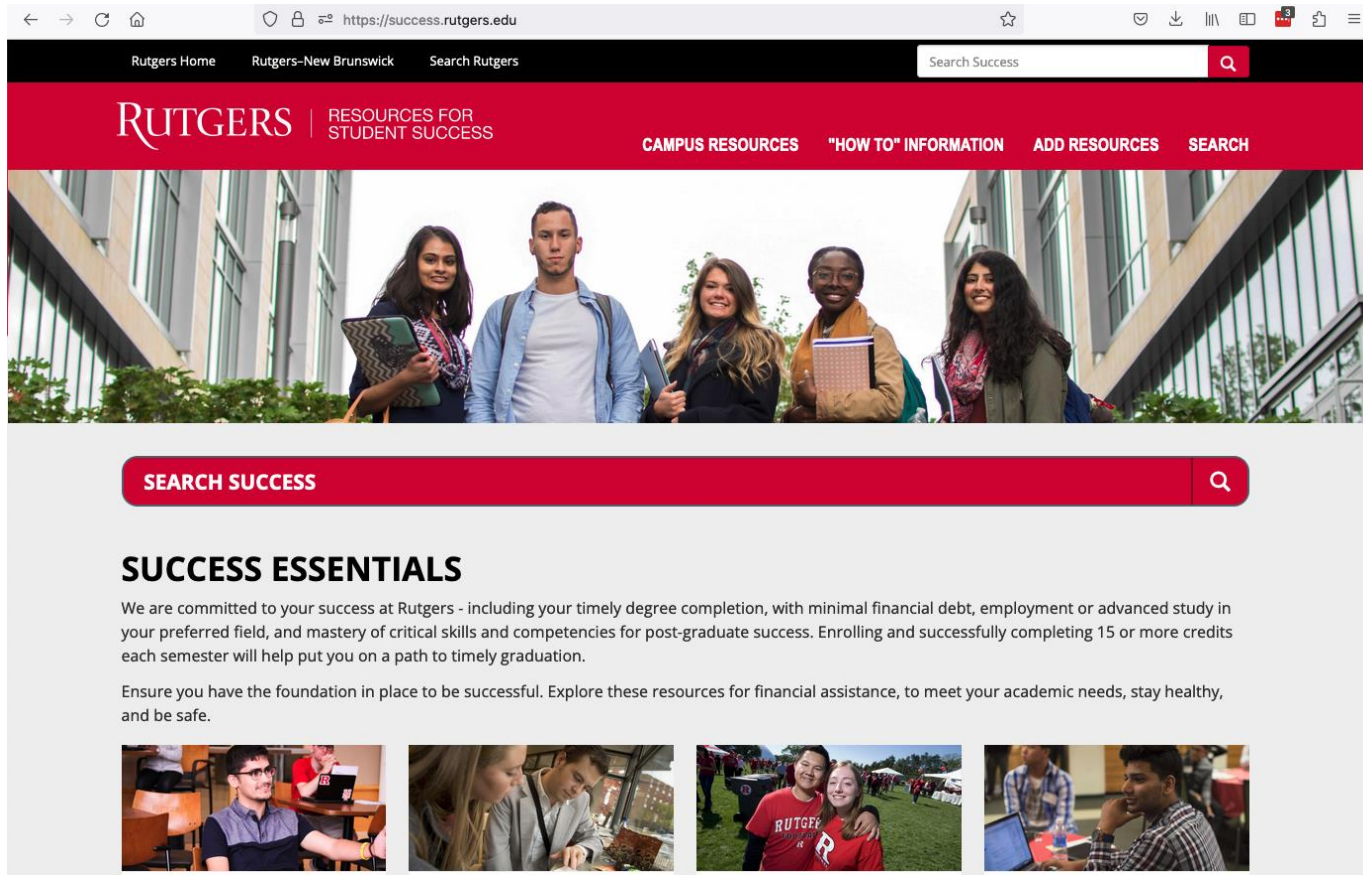 https://success.rutgers.edu
3
Rutgers Home Rutgers–New Brunswick Search Rutgers Search Success
RUTGERS RESOURCES FOR
STUDENT SUCCESS
CAMPUS RESOURCES "HOW TO" INFORMATION ADD RESOURCES SEARCH
SEARCH SUCCESS
SUCCESS ESSENTIALS
We are committed to your success at Rutgers - including your timely degree completion, with minimal financial debt, employment or advanced study in
your preferred field, and mastery of critical skills and competencies for post-graduate success. Enrolling and successfully completing 15 or more credits
each semester will help put you on a path to timely graduation.
Ensure you have the foundation in place to be successful. Explore these resources for financial assistance, to meet your academic needs, stay healthy,
and be safe.
R
RUTGER
R